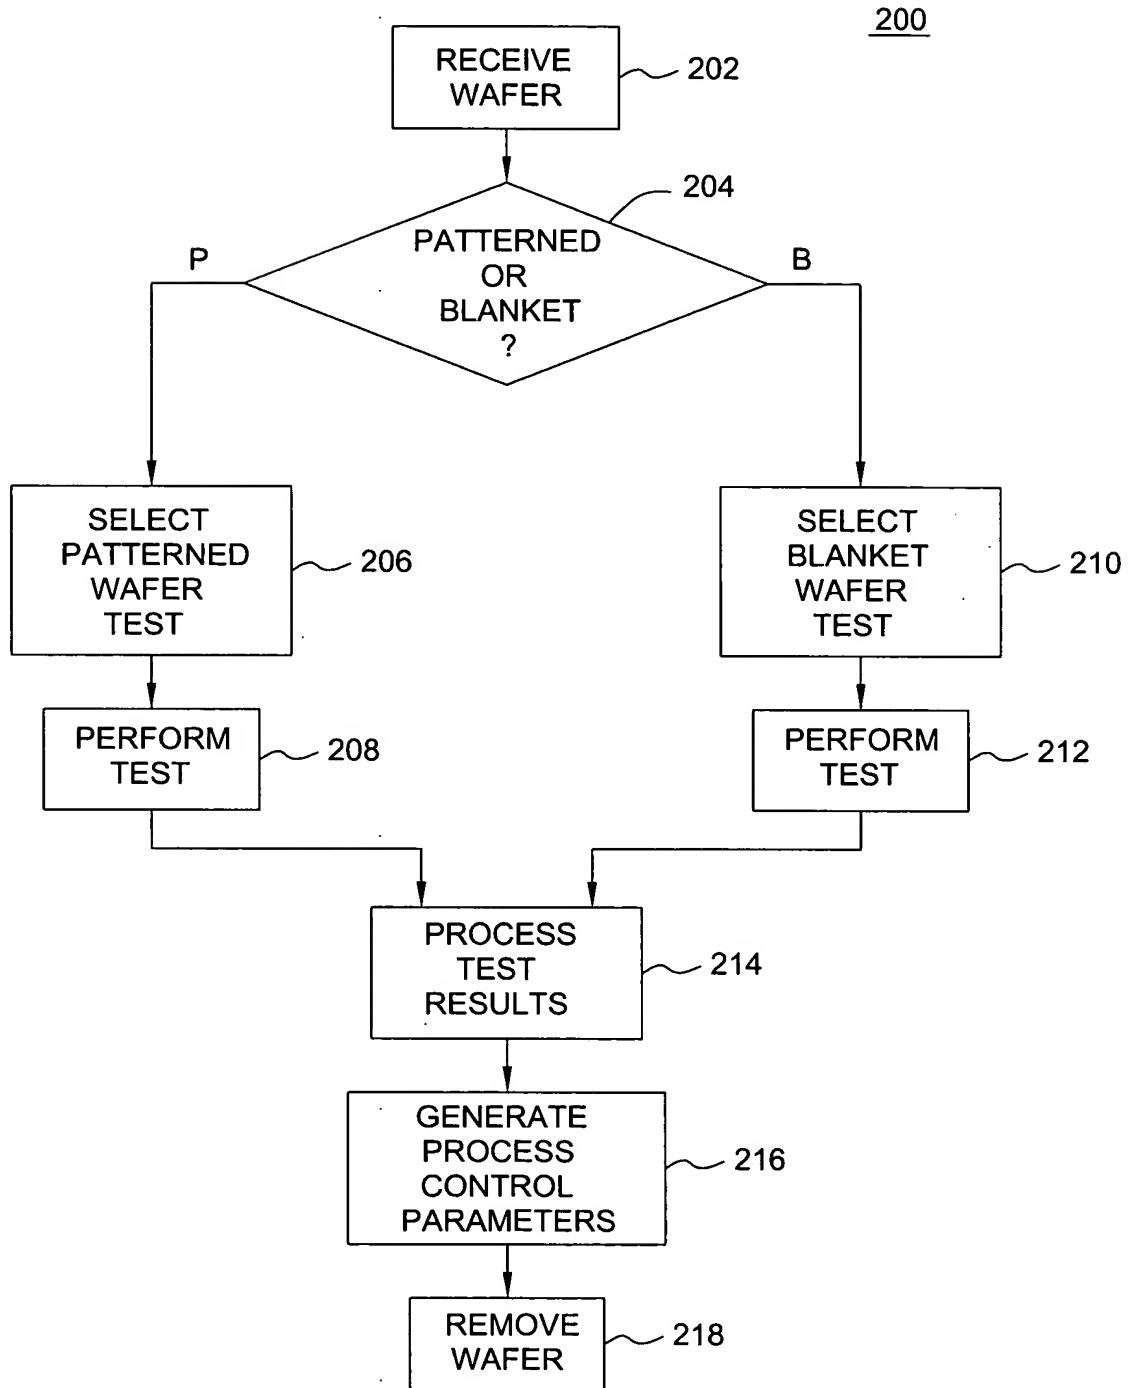 200
RECEIVE
WAFER
202
204
PATTERNED
OR
BLANKET
?
P
B
SELECT
PATTERNED
WAFER
TEST
206
SELECT
BLANKET
WAFER
TEST
210
PERFORM
TEST
208
PERFORM
TEST
212
PROCESS
TEST
RESULTS
214
GENERATE
PROCESS
CONTROL
PARAMETERS
216
REMOVE
WAFER
218